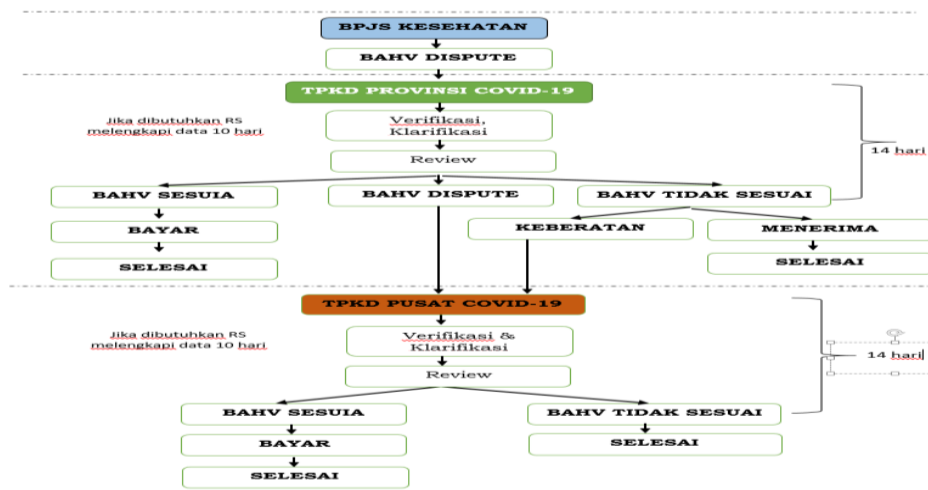 BPJS KESEHATAN
BAHV DISPUTE
TPKD PROVINSI COVID-19
Jika dibutuhkan RS
melengkapi data 10 hari
Verifikasi,
Klarifikasi
Review
14 hari
BAHV SESUIA
BAHV DISPUTE
BAHV TIDAK SESUAI
BAYAR
KEBERATAN
MENERIMA
SELESAI
SELESAI
TPKD PUSAT COVID-19
Jika dibutuhkan RS
melengkapi data 10 hari
Verifikasi &
Klarifikasi
14 hari
Review
BAHV SESUIA
BAHV TIDAK SESUAI
BAYAR
SELESAI
SELESAI